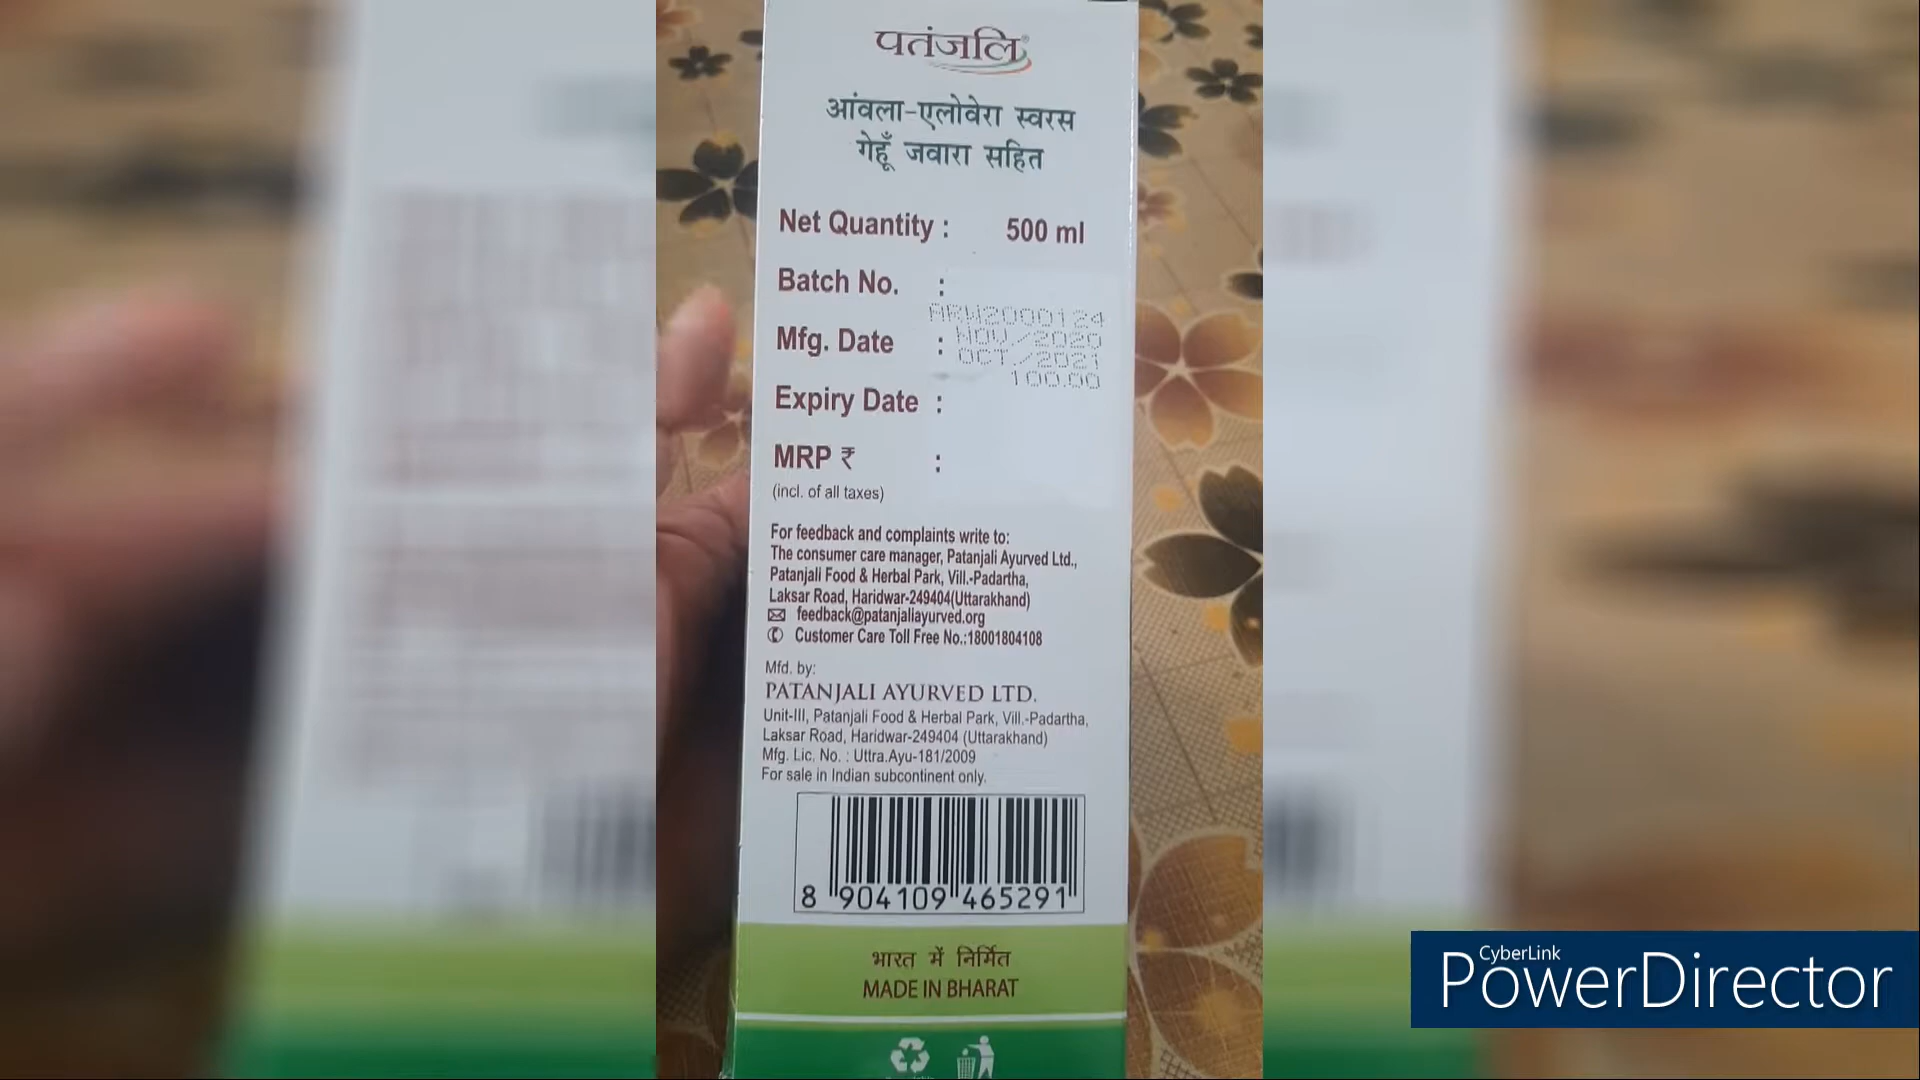 पतंजलि®
आंवला-एलोवेरा स्वरस
गेहूँ जवारा सहित
Net Quantity : 500 ml
Batch No. :
ARW2000124
Mfg. Date : NOV./2020
OCT./2021
100.00
Expiry Date :
MRP ₹ :
(incl. of all taxes)
For feedback and complaints write to:
The consumer care manager, Patanjali Ayurved Ltd.,
Patanjali Food & Herbal Park, Vill.-Padartha,
Laksar Road, Haridwar-249404(Uttarakhand)
feedback@patanjaliayurved.org
Customer Care Toll Free No.:18001804108
Mfd. by:
PATANJALI AYURVED LTD.
Unit-III, Patanjali Food & Herbal Park, Vill.-Padartha,
Laksar Road, Haridwar-249404 (Uttarakhand)
Mfg. Lic. No. : Uttra.Ayu-181/2009
For sale in Indian subcontinent only.
8 904109 465291
भारत में निर्मित
MADE IN BHARAT
CyberLink
PowerDirector